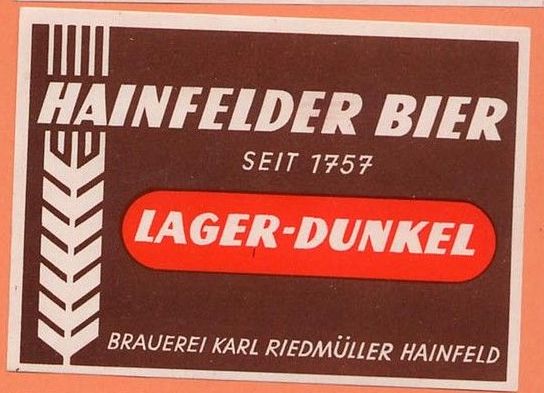 HAINFELDER BIER
SEIT 1757
LAGER-DUNKEL
BRAUEREI KARL RIEDMÜLLER HAINFELD